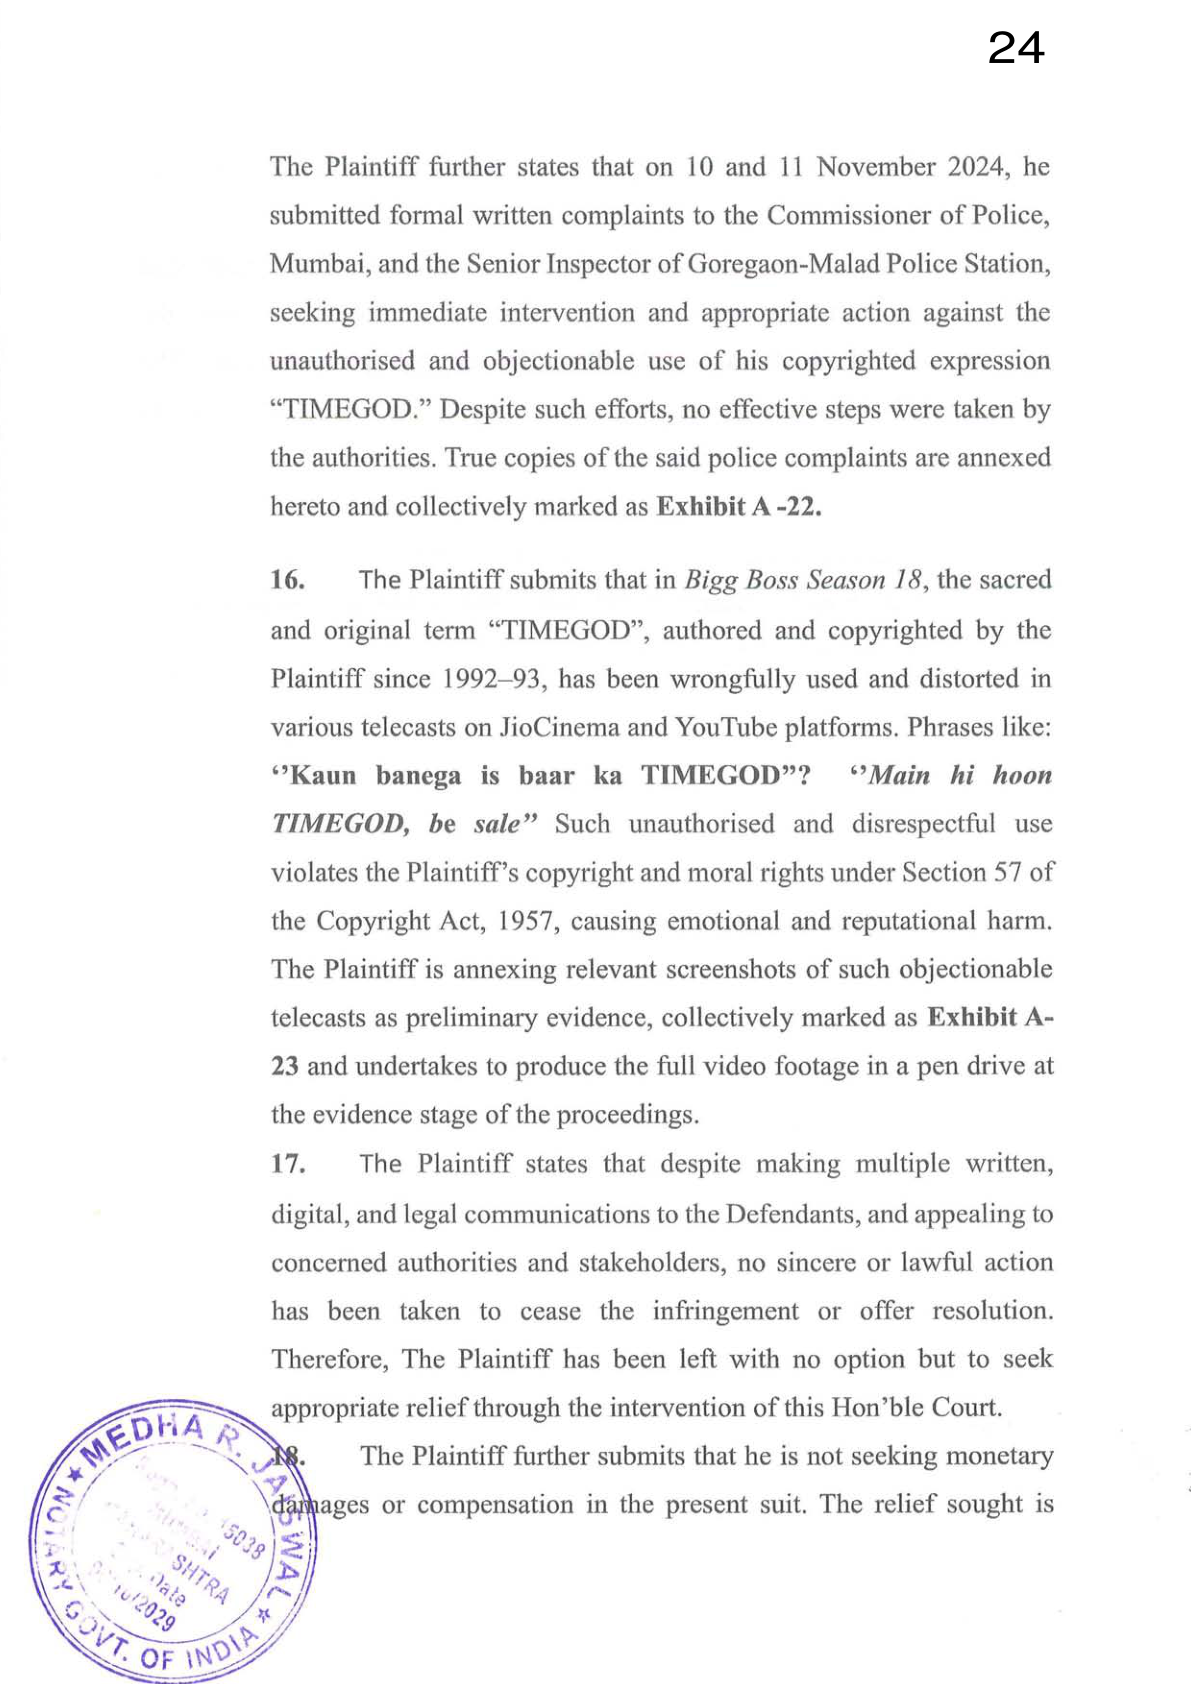 24
The Plaintiff further states that on 10 and 11 November 2024, he
submitted formal written complaints to the Commissioner of Police,
Mumbai, and the Senior Inspector of Goregaon-Malad Police Station,
seeking immediate intervention and appropriate action against the
unauthorised and objectionable use of his copyrighted expression
“TIMEGOD.” Despite such efforts, no effective steps were taken by
the authorities. True copies of the said police complaints are annexed
hereto and collectively marked as Exhibit A -22.
16. The Plaintiff submits that in Bigg Boss Season 18, the sacred
and original term “TIMEGOD”, authored and copyrighted by the
Plaintiff since 1992–93, has been wrongfully used and distorted in
various telecasts on JioCinema and YouTube platforms. Phrases like:
‘’Kaun banega is baar ka TIMEGOD”? ‘’Main hi hoon
TIMEGOD, be sale” Such unauthorised and disrespectful use
violates the Plaintiff’s copyright and moral rights under Section 57 of
the Copyright Act, 1957, causing emotional and reputational harm.
The Plaintiff is annexing relevant screenshots of such objectionable
telecasts as preliminary evidence, collectively marked as Exhibit A-
23 and undertakes to produce the full video footage in a pen drive at
the evidence stage of the proceedings.
17. The Plaintiff states that despite making multiple written,
digital, and legal communications to the Defendants, and appealing to
concerned authorities and stakeholders, no sincere or lawful action
has been taken to cease the infringement or offer resolution.
Therefore, The Plaintiff has been left with no option but to seek
appropriate relief through the intervention of this Hon’ble Court.
18. The Plaintiff further submits that he is not seeking monetary
damages or compensation in the present suit. The relief sought is
MEDHA R. JAISWAL
NOTARY GOVT. OF INDIA